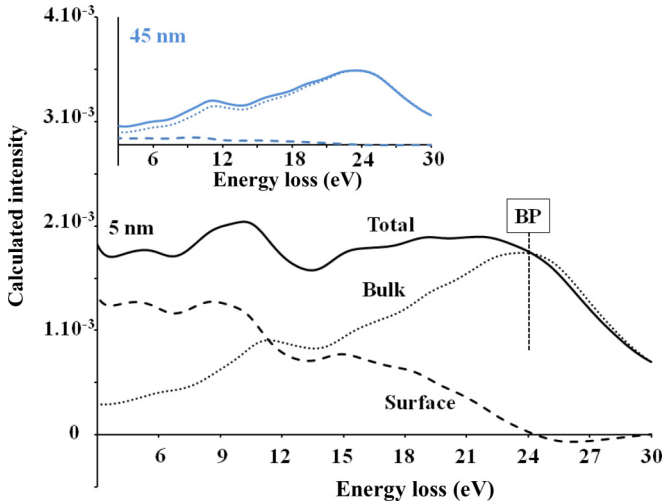 4.10-3
45 nm
3.10-3
6 12 18 24 30
Energy loss (eV)
Calculated intensity
2.10-3
5 nm
Total
BP
Bulk
1.10-3
Surface
0
6 9 12 15 18 21 24 27 30
Energy loss (eV)